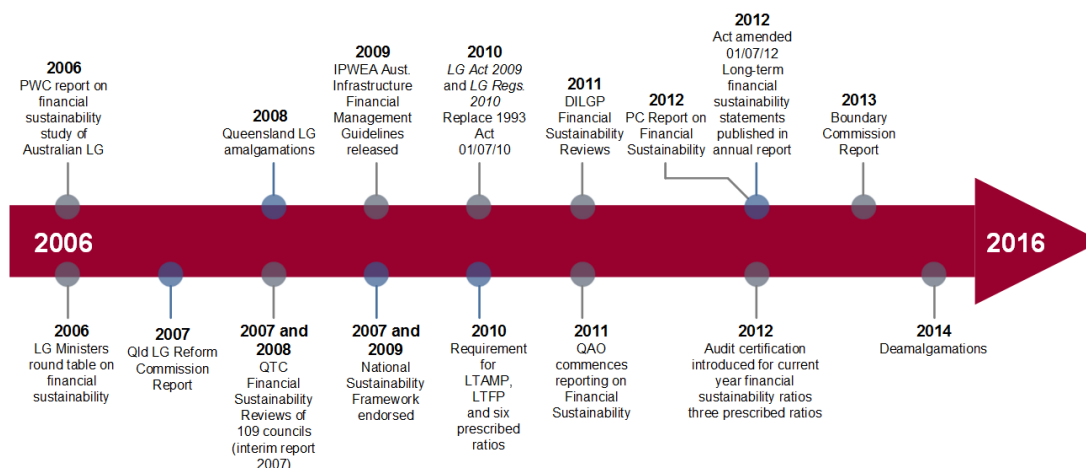 2006
PWC report on
financial
sustainability
study of
Australian LG
2008
Queensland LG
amalgamations
2009
IPWEA Aust.
Infrastructure
Financial
Management
Guidelines
released
2010
LG Act 2009
and LG Regs.
2010
Replace 1993
Act
01/07/10
2011
DILGP
Financial
Sustainability
Reviews
2012
PC Report on
Financial
Sustainability
2012
Act amended
01/07/12
Long-term
financial
sustainability
statements
published in
annual report
2013
Boundary
Commission
Report
2006
2016
2006
LG Ministers
round table on
financial
sustainability
2007
Qld LG Reform
Commission
Report
2007 and
2008
QTC
Financial
Sustainability
Reviews of
109 councils
(interim report
2007)
2007 and
2009
National
Sustainability
Framework
endorsed
2010
Requirement
for
LTAMP,
LTFP
and six
prescribed
ratios
2011
QAO
commences
reporting on
Financial
Sustainability
2012
Audit certification
introduced for current
year financial
sustainability ratios
three prescribed ratios
2014
Deamalgamations